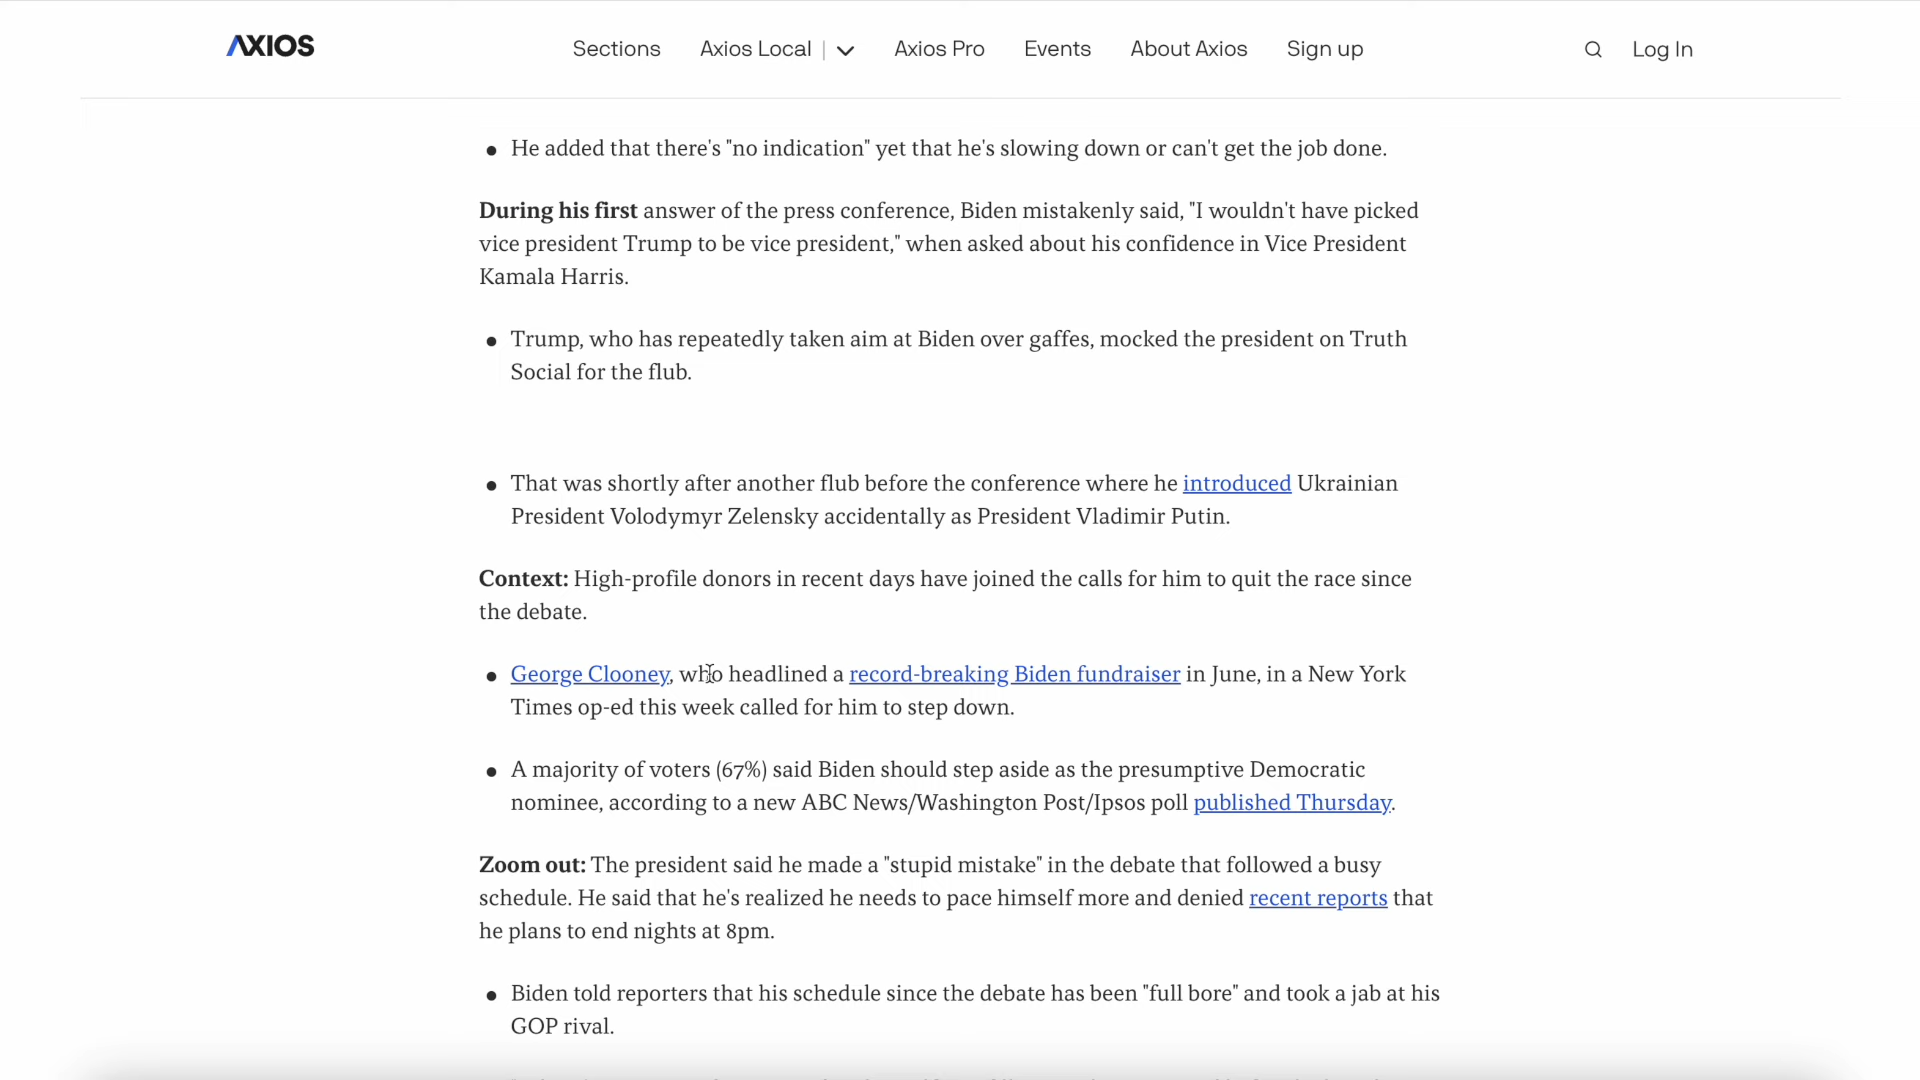 AXIOS
Sections Axios Local | Axios Pro Events About Axios Sign up Log In
• He added that there's "no indication" yet that he's slowing down or can't get the job done.
During his first answer of the press conference, Biden mistakenly said, "I wouldn't have picked
vice president Trump to be vice president," when asked about his confidence in Vice President
Kamala Harris.
• Trump, who has repeatedly taken aim at Biden over gaffes, mocked the president on Truth
Social for the flub.
• That was shortly after another flub before the conference where he introduced Ukrainian
President Volodymyr Zelensky accidentally as President Vladimir Putin.
Context: High-profile donors in recent days have joined the calls for him to quit the race since
the debate.
• George Clooney, who headlined a record-breaking Biden fundraiser in June, in a New York
Times op-ed this week called for him to step down.
• A majority of voters (67%) said Biden should step aside as the presumptive Democratic
nominee, according to a new ABC News/Washington Post/Ipsos poll published Thursday.
Zoom out: The president said he made a "stupid mistake" in the debate that followed a busy
schedule. He said that he's realized he needs to pace himself more and denied recent reports that
he plans to end nights at 8pm.
• Biden told reporters that his schedule since the debate has been "full bore" and took a jab at his
GOP rival.